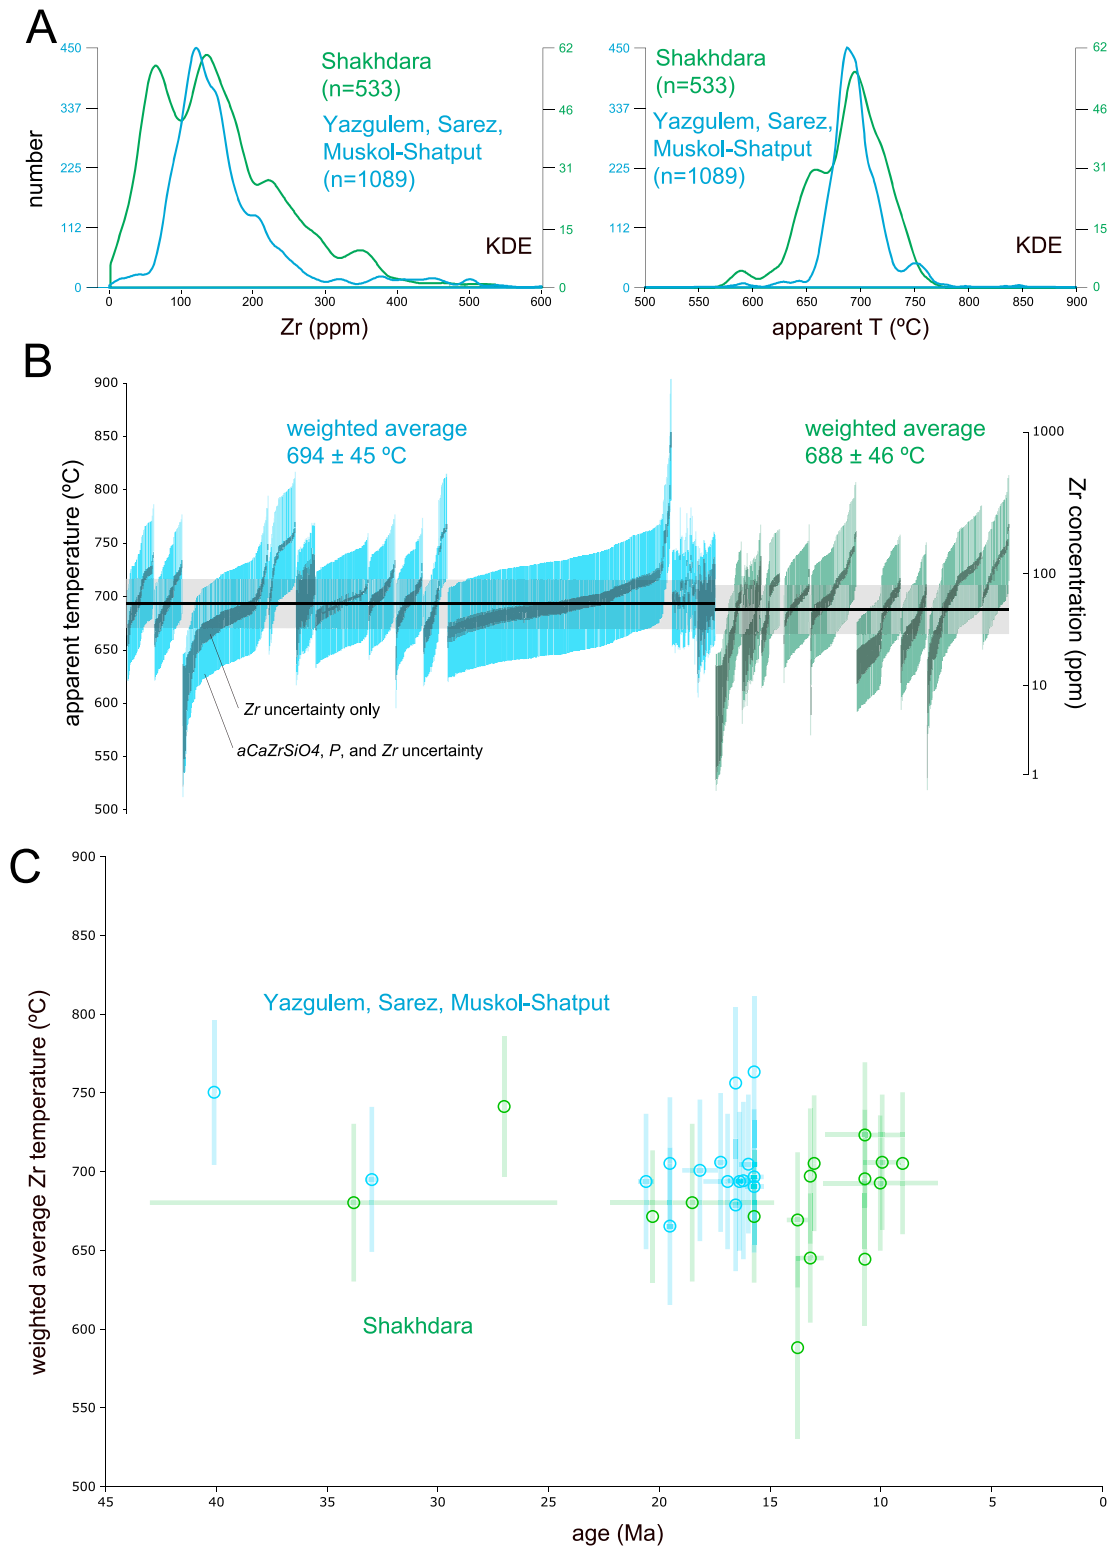 A
450
337
225
112
0
number
62
46
31
15
0
Shakhdara
(n=533)
Yazgulem, Sarez,
Muskol-Shatput
(n=1089)
KDE
0
100
200
300
400
500
600
Zr (ppm)
450
337
225
112
0
62
46
31
15
0
Shakhdara
(n=533)
Yazgulem, Sarez,
Muskol-Shatput
(n=1089)
KDE
500
550
600
650
700
750
800
850
900
apparent T (ºC)
B
900
850
800
750
700
650
600
550
500
apparent temperature (ºC)
weighted average
694 ± 45 ºC
weighted average
688 ± 46 ºC
Zr uncertainty only
aCaZrSiO4, P, and Zr uncertainty
1000
100
10
1
Zr concentration (ppm)
C
900
850
800
750
700
650
600
550
500
weighted average Zr temperature (ºC)
Yazgulem, Sarez, Muskol-Shatput
Shakhdara
45
40
35
30
25
20
15
10
5
0
age (Ma)